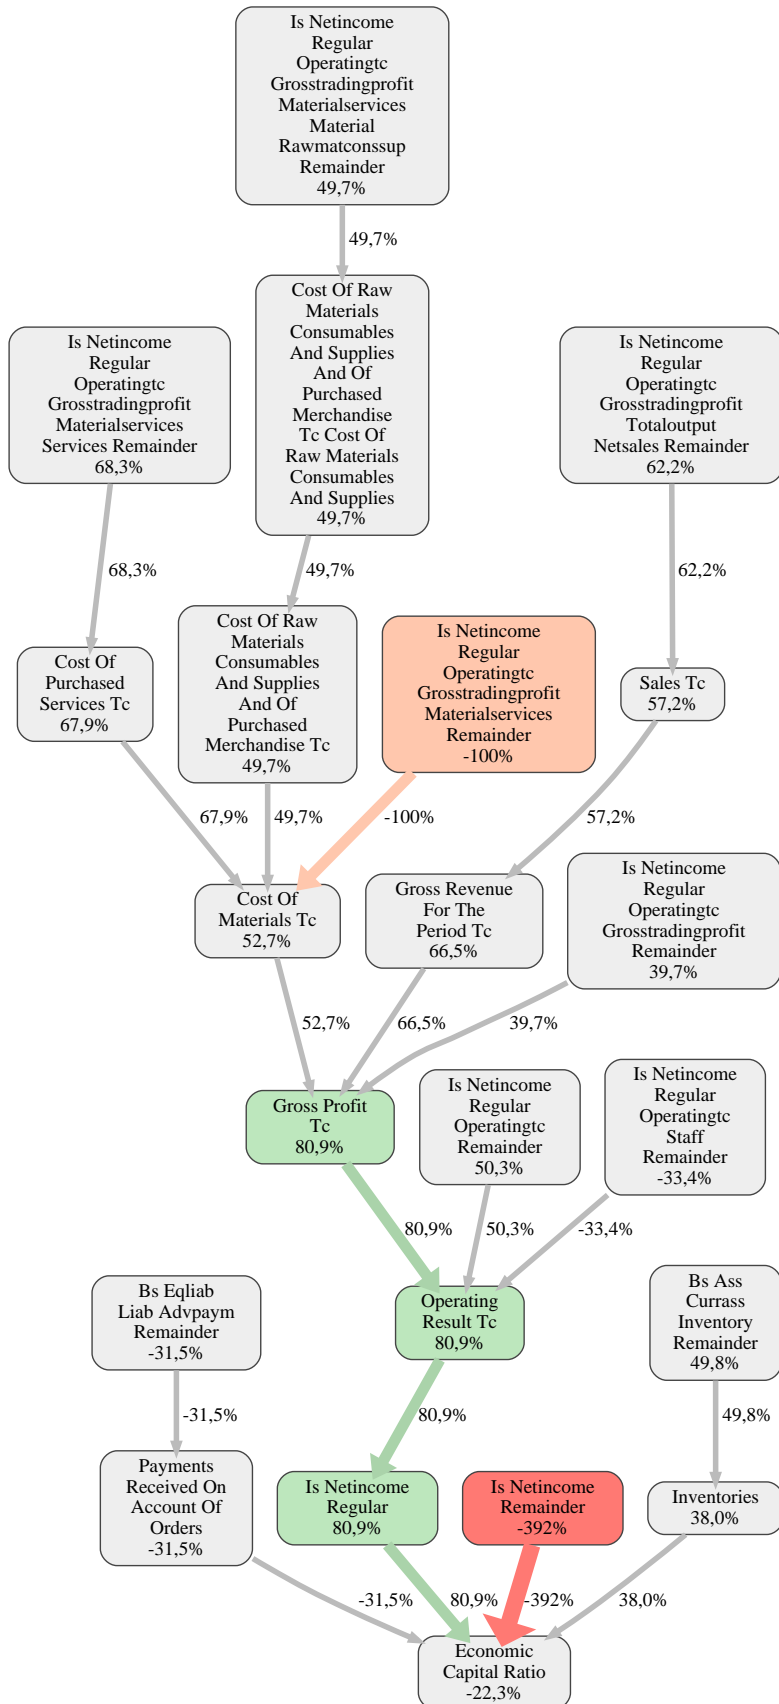 Is Netincome
Regular
Operatingtc
Grosstradingprofit
Materialservices
Material
Rawmatconssup
Remainder
49,7%
49,7%
Cost Of Raw
Materials
Consumables
And Supplies
And Of
Purchased
Merchandise
Tc Cost Of
Raw Materials
Consumables
And Supplies
49,7%
Is Netincome
Regular
Operatingtc
Grosstradingprofit
Materialservices
Services Remainder
68,3%
Is Netincome
Regular
Operatingtc
Grosstradingprofit
Totaloutput
Netsales Remainder
62,2%
68,3%
49,7%
62,2%
Cost Of
Purchased
Services Tc
67,9%
Cost Of Raw
Materials
Consumables
And Supplies
And Of
Purchased
Merchandise Tc
49,7%
Is Netincome
Regular
Operatingtc
Grosstradingprofit
Materialservices
Remainder
-100%
Sales Tc
57,2%
67,9%
49,7%
-100%
57,2%
Cost Of
Materials Tc
52,7%
Gross Revenue
For The
Period Tc
66,5%
Is Netincome
Regular
Operatingtc
Grosstradingprofit
Remainder
39,7%
52,7%
66,5%
39,7%
Gross Profit
Tc
80,9%
Is Netincome
Regular
Operatingtc
Remainder
50,3%
Is Netincome
Regular
Operatingtc
Staff
Remainder
-33,4%
80,9%
50,3%
-33,4%
Bs Eqliab
Liab Advpaym
Remainder
-31,5%
Operating
Result Tc
80,9%
Bs Ass
Currass
Inventory
Remainder
49,8%
-31,5%
80,9%
49,8%
Payments
Received On
Account Of
Orders
-31,5%
Is Netincome
Regular
80,9%
Is Netincome
Remainder
-392%
Inventories
38,0%
-31,5%
80,9%
-392%
38,0%
Economic
Capital Ratio
-22,3%